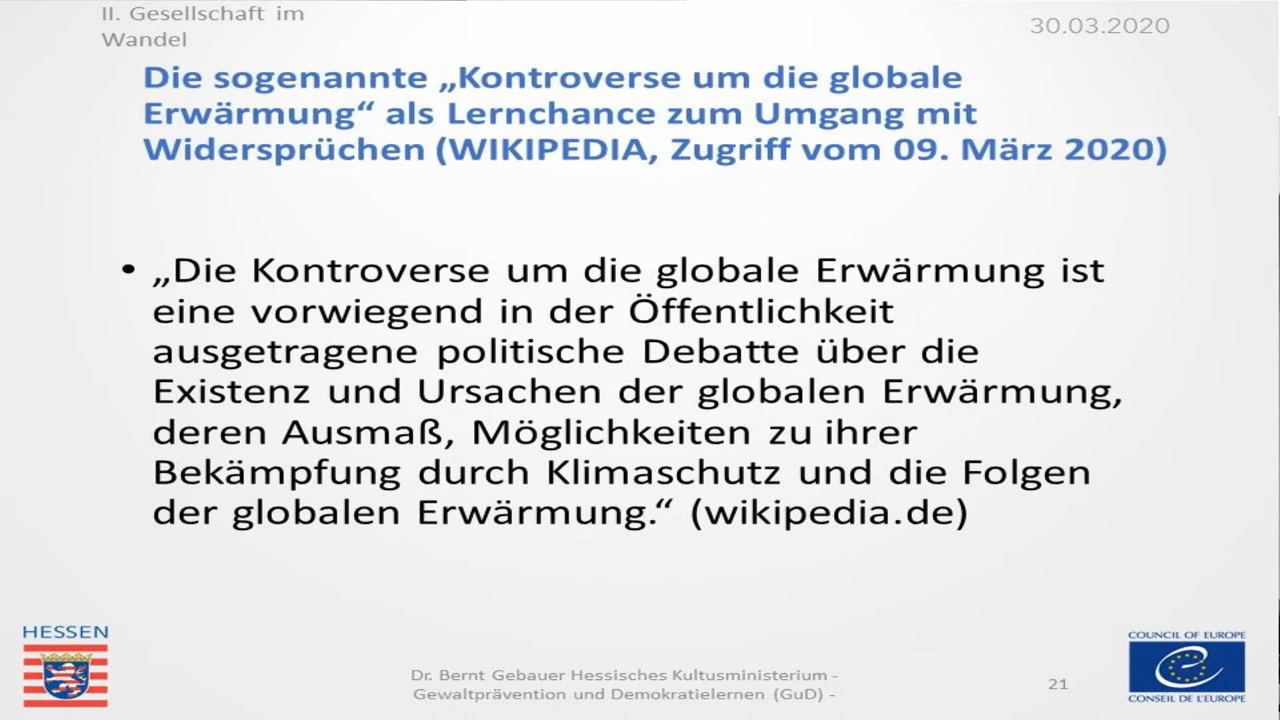 II. Gesellschaft im
Wandel
30.03.2020
Die sogenannte „Kontroverse um die globale
Erwärmung“ als Lernchance zum Umgang mit
Widersprüchen (WIKIPEDIA, Zugriff vom 09. März 2020)
• „Die Kontroverse um die globale Erwärmung ist
eine vorwiegend in der Öffentlichkeit
ausgetragene politische Debatte über die
Existenz und Ursachen der globalen Erwärmung,
deren Ausmaß, Möglichkeiten zu ihrer
Bekämpfung durch Klimaschutz und die Folgen
der globalen Erwärmung.“ (wikipedia.de)
HESSEN
Dr. Bernt Gebauer Hessisches Kultusministerium -
Gewaltprävention und Demokratielernen (GuD) -
21
COUNCIL OF EUROPE
CONSEIL DE L'EUROPE